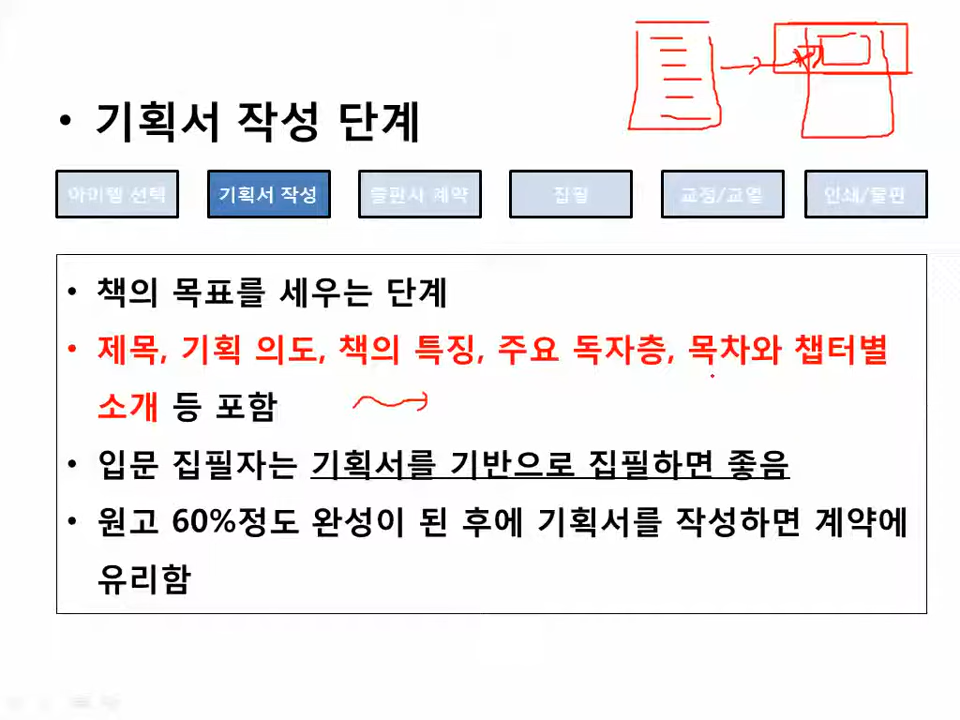 • 기획서 작성 단계
아이템 선택
기획서 작성
출판사 계약
집필
교정/교열
인쇄/출판
• 책의 목표를 세우는 단계
• 제목, 기획 의도, 책의 특징, 주요 독자층, 목차와 챕터별
소개 등 포함
• 입문 집필자는 기획서를 기반으로 집필하면 좋음
• 원고 60%정도 완성이 된 후에 기획서를 작성하면 계약에
유리함